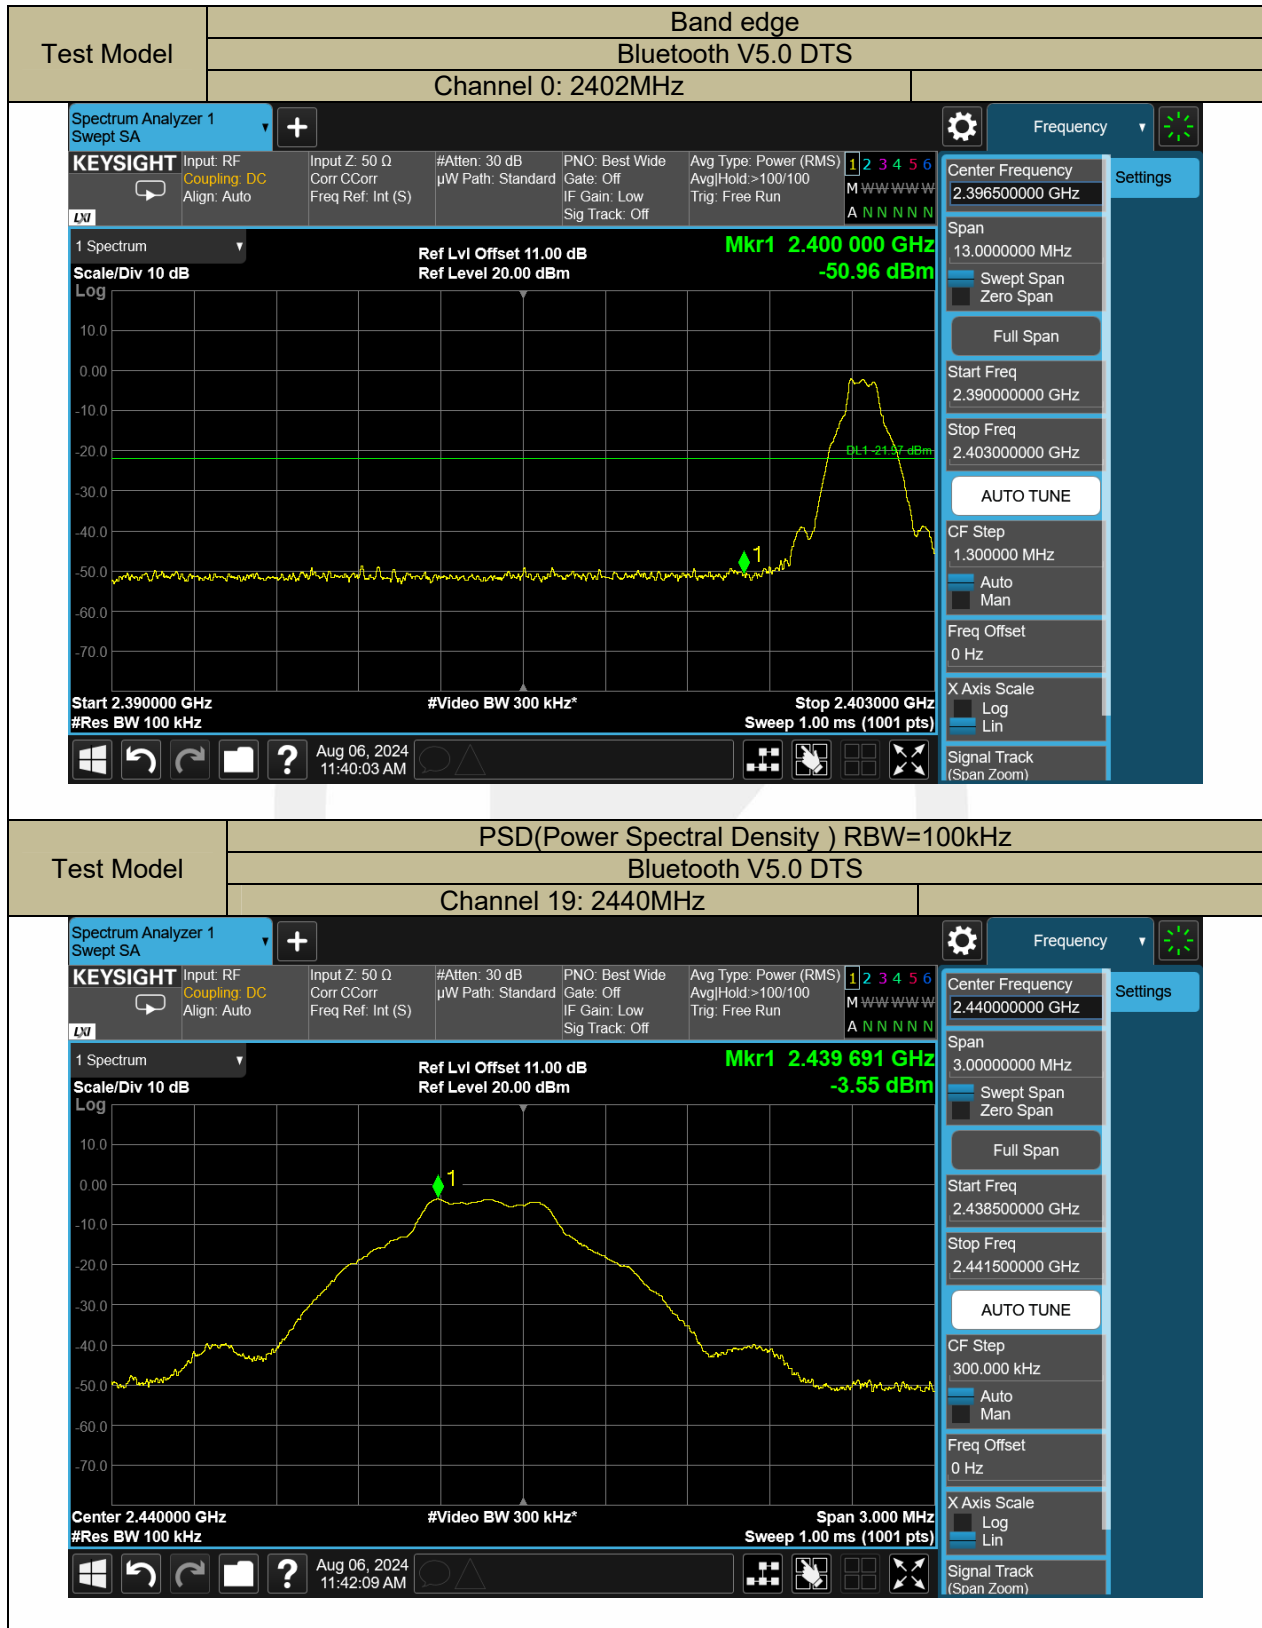 Test Model
Band edge
Bluetooth V5.0 DTS
Channel 0: 2402MHz
Spectrum Analyzer 1
Swept SA
Frequency
KEYSIGHT
LXI
Input: RF
Coupling: DC
Align: Auto
Input Z: 50 Ω
Corr CCorr
Freq Ref: Int (S)
#Atten: 30 dB
µW Path: Standard
PNO: Best Wide
Gate: Off
IF Gain: Low
Sig Track: Off
Avg Type: Power (RMS)
Avg|Hold:>100/100
Trig: Free Run
1 2 3 4 5 6
M W W W W W
A N N N N N
1 Spectrum
Scale/Div 10 dB
Log
Ref Lvl Offset 11.00 dB
Ref Level 20.00 dBm
Mkr1 2.400 000 GHz
-50.96 dBm
10.0
0.00
-10.0
-20.0
-30.0
-40.0
-50.0
-60.0
-70.0
DL1 -21.97 dBm
1
Start 2.390000 GHz
#Res BW 100 kHz
#Video BW 300 kHz*
Stop 2.403000 GHz
Sweep 1.00 ms (1001 pts)
?
Aug 06, 2024
11:40:03 AM
Center Frequency
2.396500000 GHz
Settings
Span
13.0000000 MHz
Swept Span
Zero Span
Full Span
Start Freq
2.390000000 GHz
Stop Freq
2.403000000 GHz
AUTO TUNE
CF Step
1.300000 MHz
Auto
Man
Freq Offset
0 Hz
X Axis Scale
Log
Lin
Signal Track
(Span Zoom)
Test Model
PSD(Power Spectral Density ) RBW=100kHz
Bluetooth V5.0 DTS
Channel 19: 2440MHz
Spectrum Analyzer 1
Swept SA
Frequency
KEYSIGHT
LXI
Input: RF
Coupling: DC
Align: Auto
Input Z: 50 Ω
Corr CCorr
Freq Ref: Int (S)
#Atten: 30 dB
µW Path: Standard
PNO: Best Wide
Gate: Off
IF Gain: Low
Sig Track: Off
Avg Type: Power (RMS)
Avg|Hold:>100/100
Trig: Free Run
1 2 3 4 5 6
M W W W W W
A N N N N N
1 Spectrum
Scale/Div 10 dB
Log
Ref Lvl Offset 11.00 dB
Ref Level 20.00 dBm
Mkr1 2.439 691 GHz
-3.55 dBm
10.0
0.00
-10.0
-20.0
-30.0
-40.0
-50.0
-60.0
-70.0
1
Center 2.440000 GHz
#Res BW 100 kHz
#Video BW 300 kHz*
Span 3.000 MHz
Sweep 1.00 ms (1001 pts)
?
Aug 06, 2024
11:42:09 AM
Center Frequency
2.440000000 GHz
Settings
Span
3.00000000 MHz
Swept Span
Zero Span
Full Span
Start Freq
2.438500000 GHz
Stop Freq
2.441500000 GHz
AUTO TUNE
CF Step
300.000 kHz
Auto
Man
Freq Offset
0 Hz
X Axis Scale
Log
Lin
Signal Track
(Span Zoom)